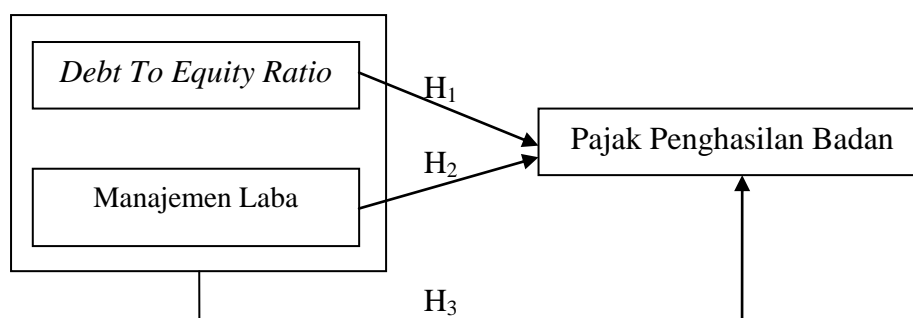 Debt To Equity Ratio
H1
Pajak Penghasilan Badan
H2
Manajemen Laba
H3